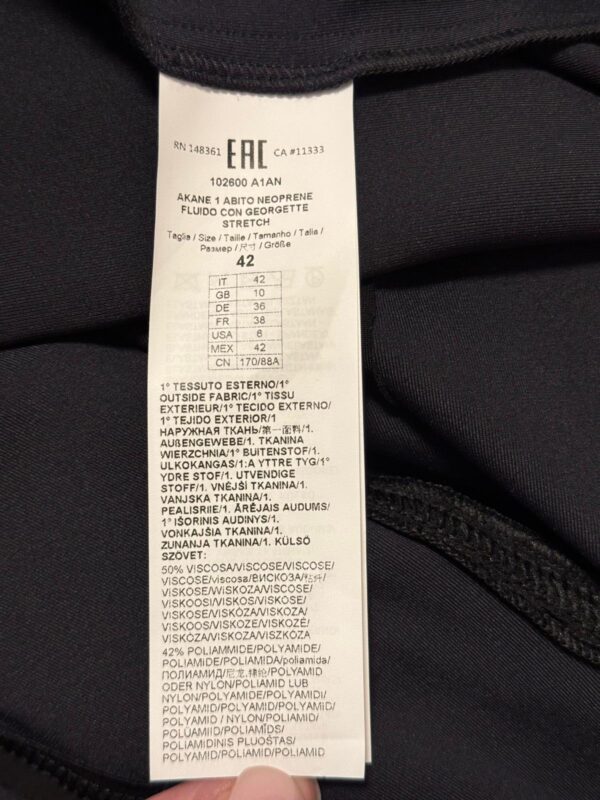 RN 148361 EAC CA #11333
102600 A1AN
AKANE 1 ABITO NEOPRENE
FLUIDO CON GEORGETTE
STRETCH
Taglia / Size / Taille / Tamanho / Talla /
Размер / 尺寸 / Größe
42
IT 42
GB 10
DE 36
FR 38
USA 6
MEX 42
CN 170/88A
1° TESSUTO ESTERNO/1°
OUTSIDE FABRIC/1° TISSU
EXTERIEUR/1° TECIDO EXTERNO/
1° TEJIDO EXTERIOR/1
НАРУЖНАЯ ТКАНЬ/第一面料/1.
AUßENGEWEBE/1. TKANINA
WIERZCHNIA/1° BUITENSTOF/1.
ULKOKANGAS/1:A YTTRE TYG/1°
YDRE STOF/1. UTVENDIGE
STOFF/1. VNĚJŠÍ TKANINA/1.
VANJSKA TKANINA/1.
PEALISRIIE/1. ĀRĒJAIS AUDUMS/
1° IŠORINIS AUDINYS/1.
VONKAJŠIA TKANINA/1.
ZUNANJA TKANINA/1. KÜLSŐ
SZÖVET:
50% VISCOSA/VISCOSE/VISCOSE/
VISCOSE/viscosa/ВИСКОЗА/粘纤/
VISKOSE/WISKOZA/VISCOSE/
VISKOOSI/VISKOS/VISKOSE/
VISKOSE/VISKÓZA/VISKOZA/
VISKOOS/VISKOZE/VISKOZĖ/
VISKÓZA/VISKOZA/VISZKÓZA
42% POLIAMMIDE/POLYAMIDE/
POLIAMIDE/POLIAMIDA/poliamida/
ПОЛИАМИД/尼龙,锦纶/POLYAMID
ODER NYLON/POLIAMID LUB
NYLON/POLYAMIDE/POLYAMIDI/
POLYAMID/POLYAMID/POLYAMID/
POLYAMID / NYLON/POLIAMID/
POLÜAMIID/POLIAMĪDS/
POLIAMIDINIS PLUOŠTAS/
POLYAMID/POLIAMID/POLIAMID